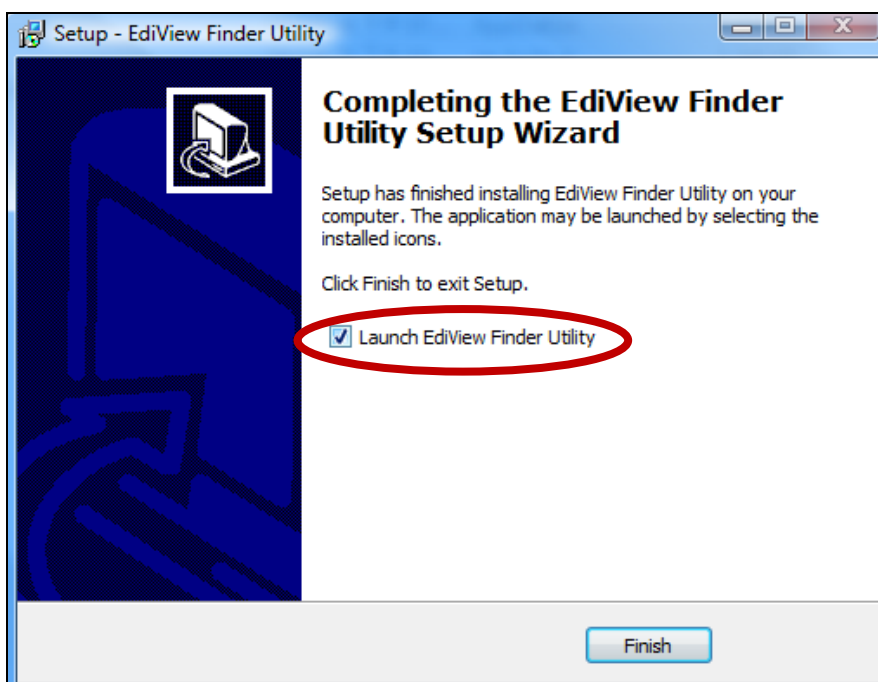 Setup - EdiView Finder Utility
Completing the EdiView Finder
Utility Setup Wizard
Setup has finished installing EdiView Finder Utility on your
computer. The application may be launched by selecting the
installed icons.
Click Finish to exit Setup.
Launch EdiView Finder Utility
Finish